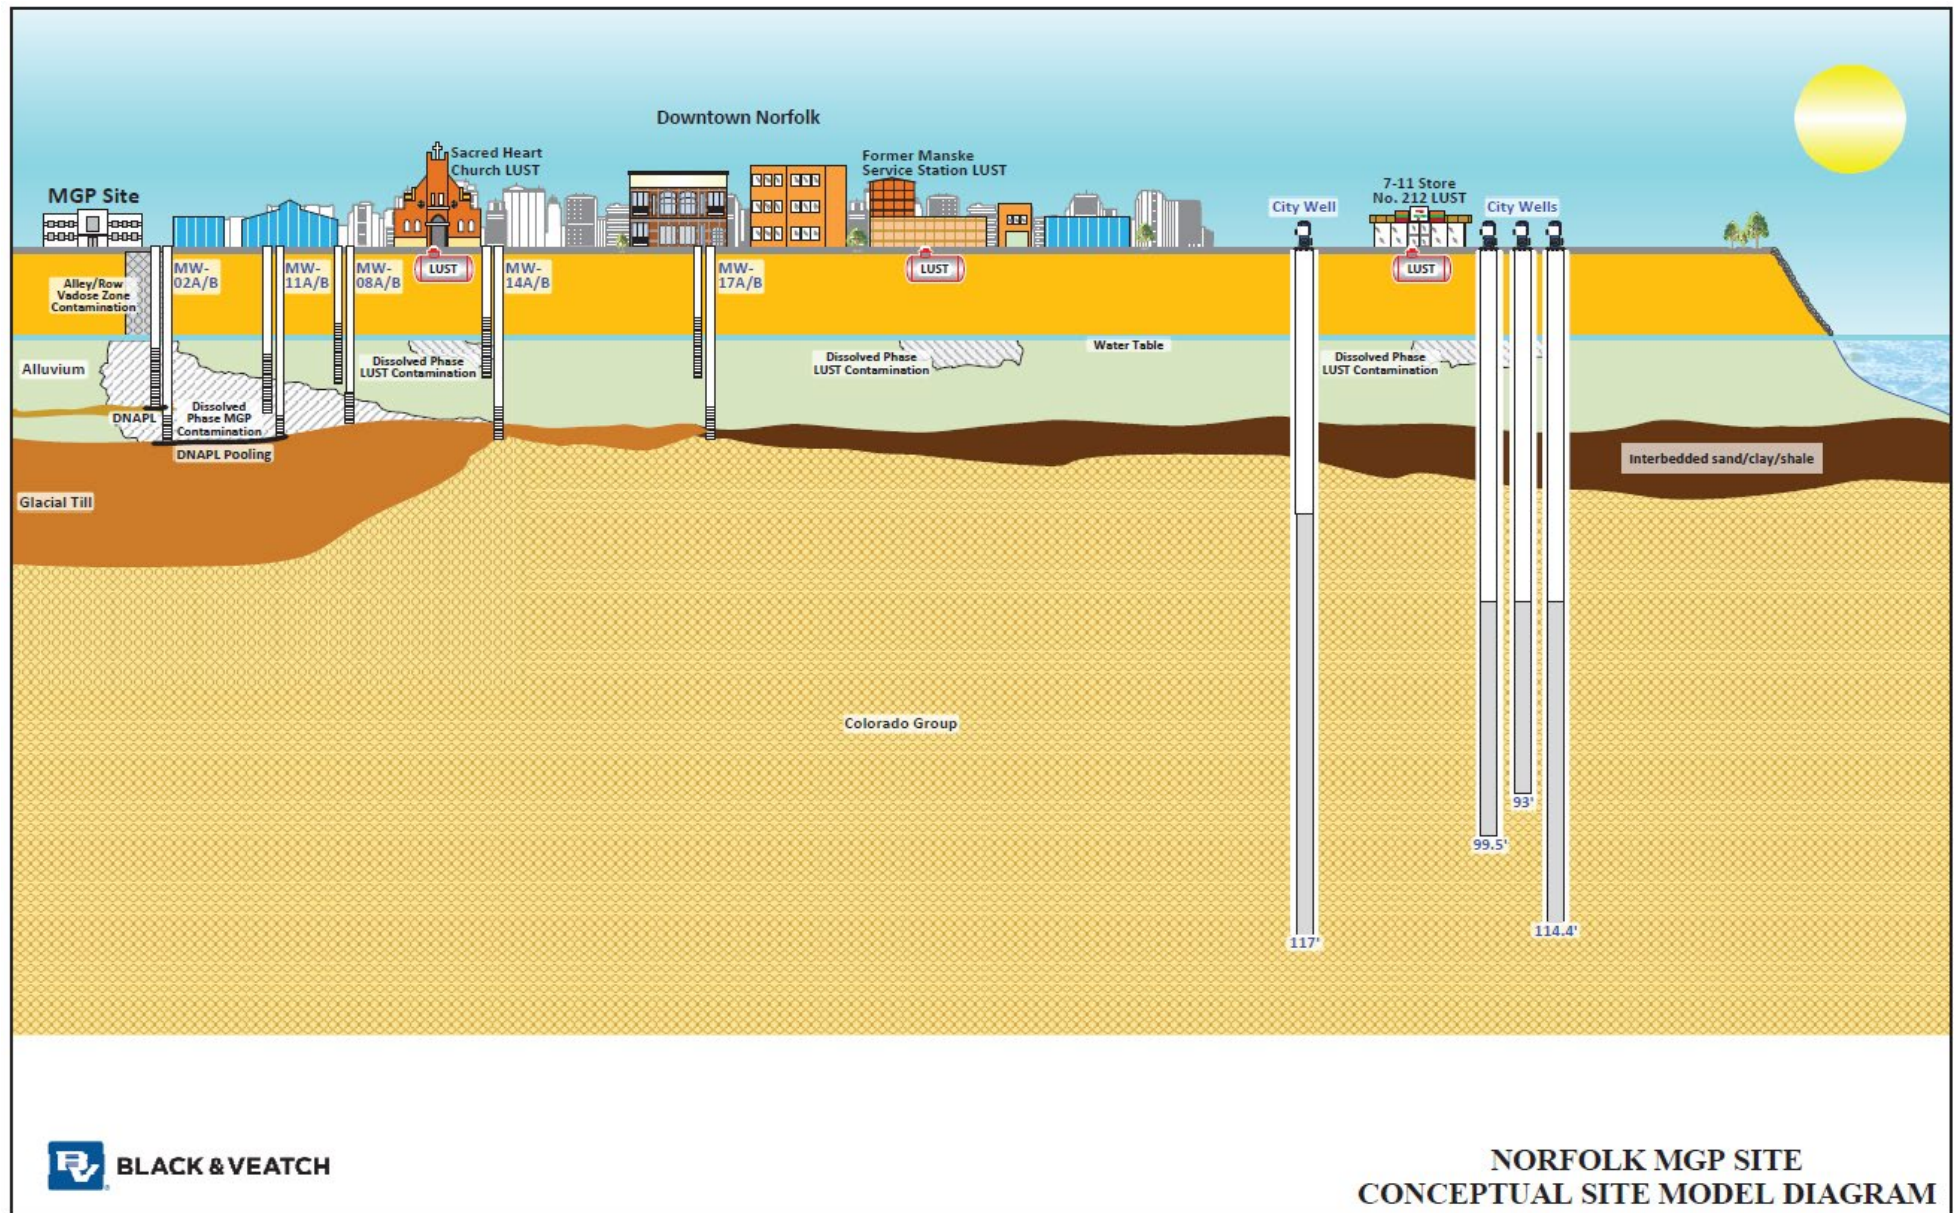 Downtown Norfolk
MGP Site
Sacred Heart
Church LUST
Former Manske
Service Station LUST
City Well
7-11 Store
No. 212 LUST
City Wells
Alley/Row
Vadose Zone
Contamination
MW-
02A/B
MW-
11A/B
MW-
08A/B
LUST
MW-
14A/B
MW-
17A/B
LUST
LUST
Water Table
Alluvium
Dissolved Phase
LUST Contamination
Dissolved Phase
LUST Contamination
Dissolved Phase
LUST Contamination
DNAPL
Dissolved
Phase MGP
Contamination
DNAPL Pooling
Interbedded sand/clay/shale
Glacial Till
Colorado Group
93'
99.5'
114.4'
117'
BV
BLACK & VEATCH
NORFOLK MGP SITE
CONCEPTUAL SITE MODEL DIAGRAM